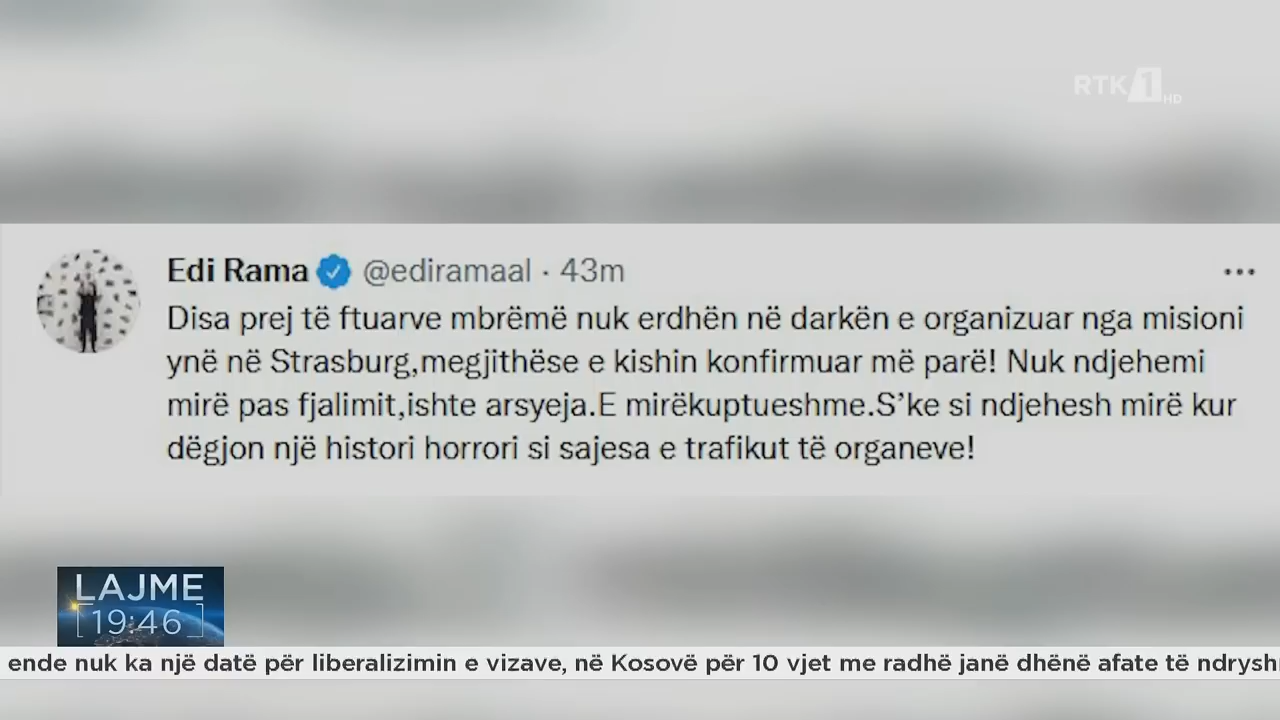 RTK 1 HD
Edi Rama @ediramaal · 43m
Disa prej të ftuarve mbrëmë nuk erdhën në darkën e organizuar nga misioni
ynë në Strasburg,megjithëse e kishin konfirmuar më parë! Nuk ndjehemi
mirë pas fjalimit,ishte arsyeja.E mirëkuptueshme.S’ke si ndjehesh mirë kur
dëgjon një histori horrori si sajesa e trafikut të organeve!
LAJME
19:46
ende nuk ka një datë për liberalizimin e vizave, në Kosovë për 10 vjet me radhë janë dhënë afate të